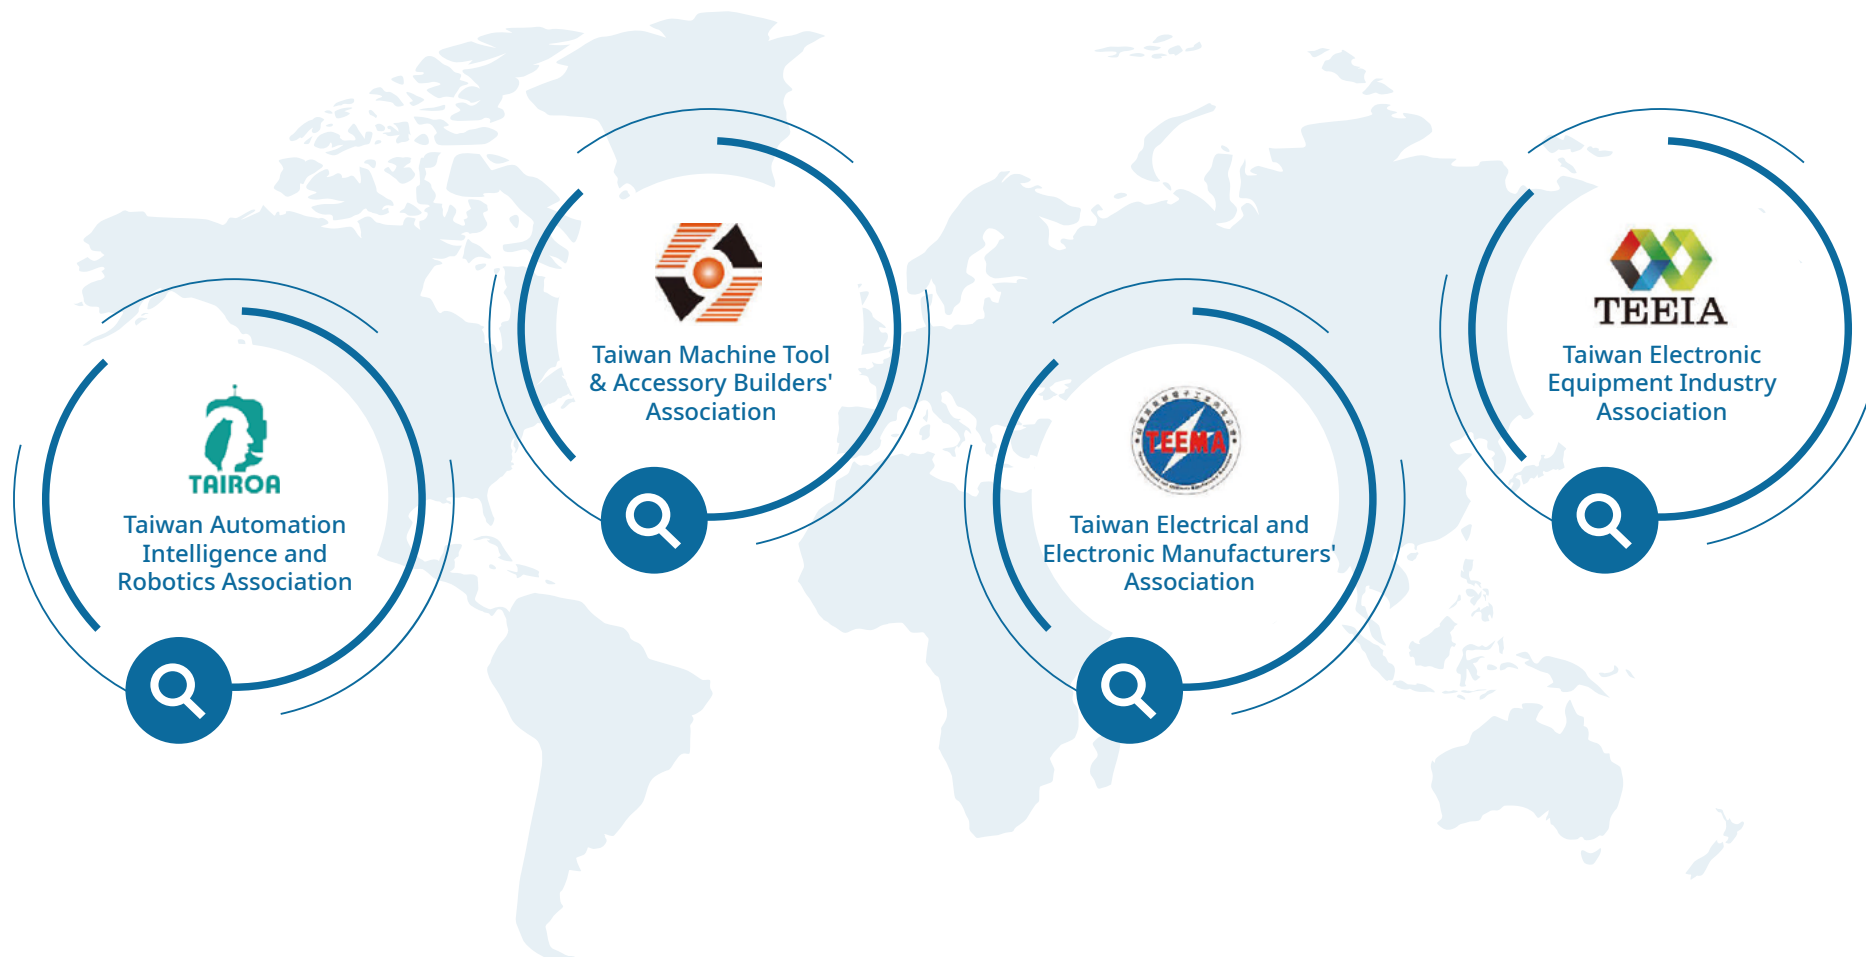 TAIROA
Taiwan Automation
Intelligence and
Robotics Association
Taiwan Machine Tool
& Accessory Builders'
Association
TEEMA
Taiwan Electrical and
Electronic Manufacturers'
Association
TEEIA
Taiwan Electronic
Equipment Industry
Association